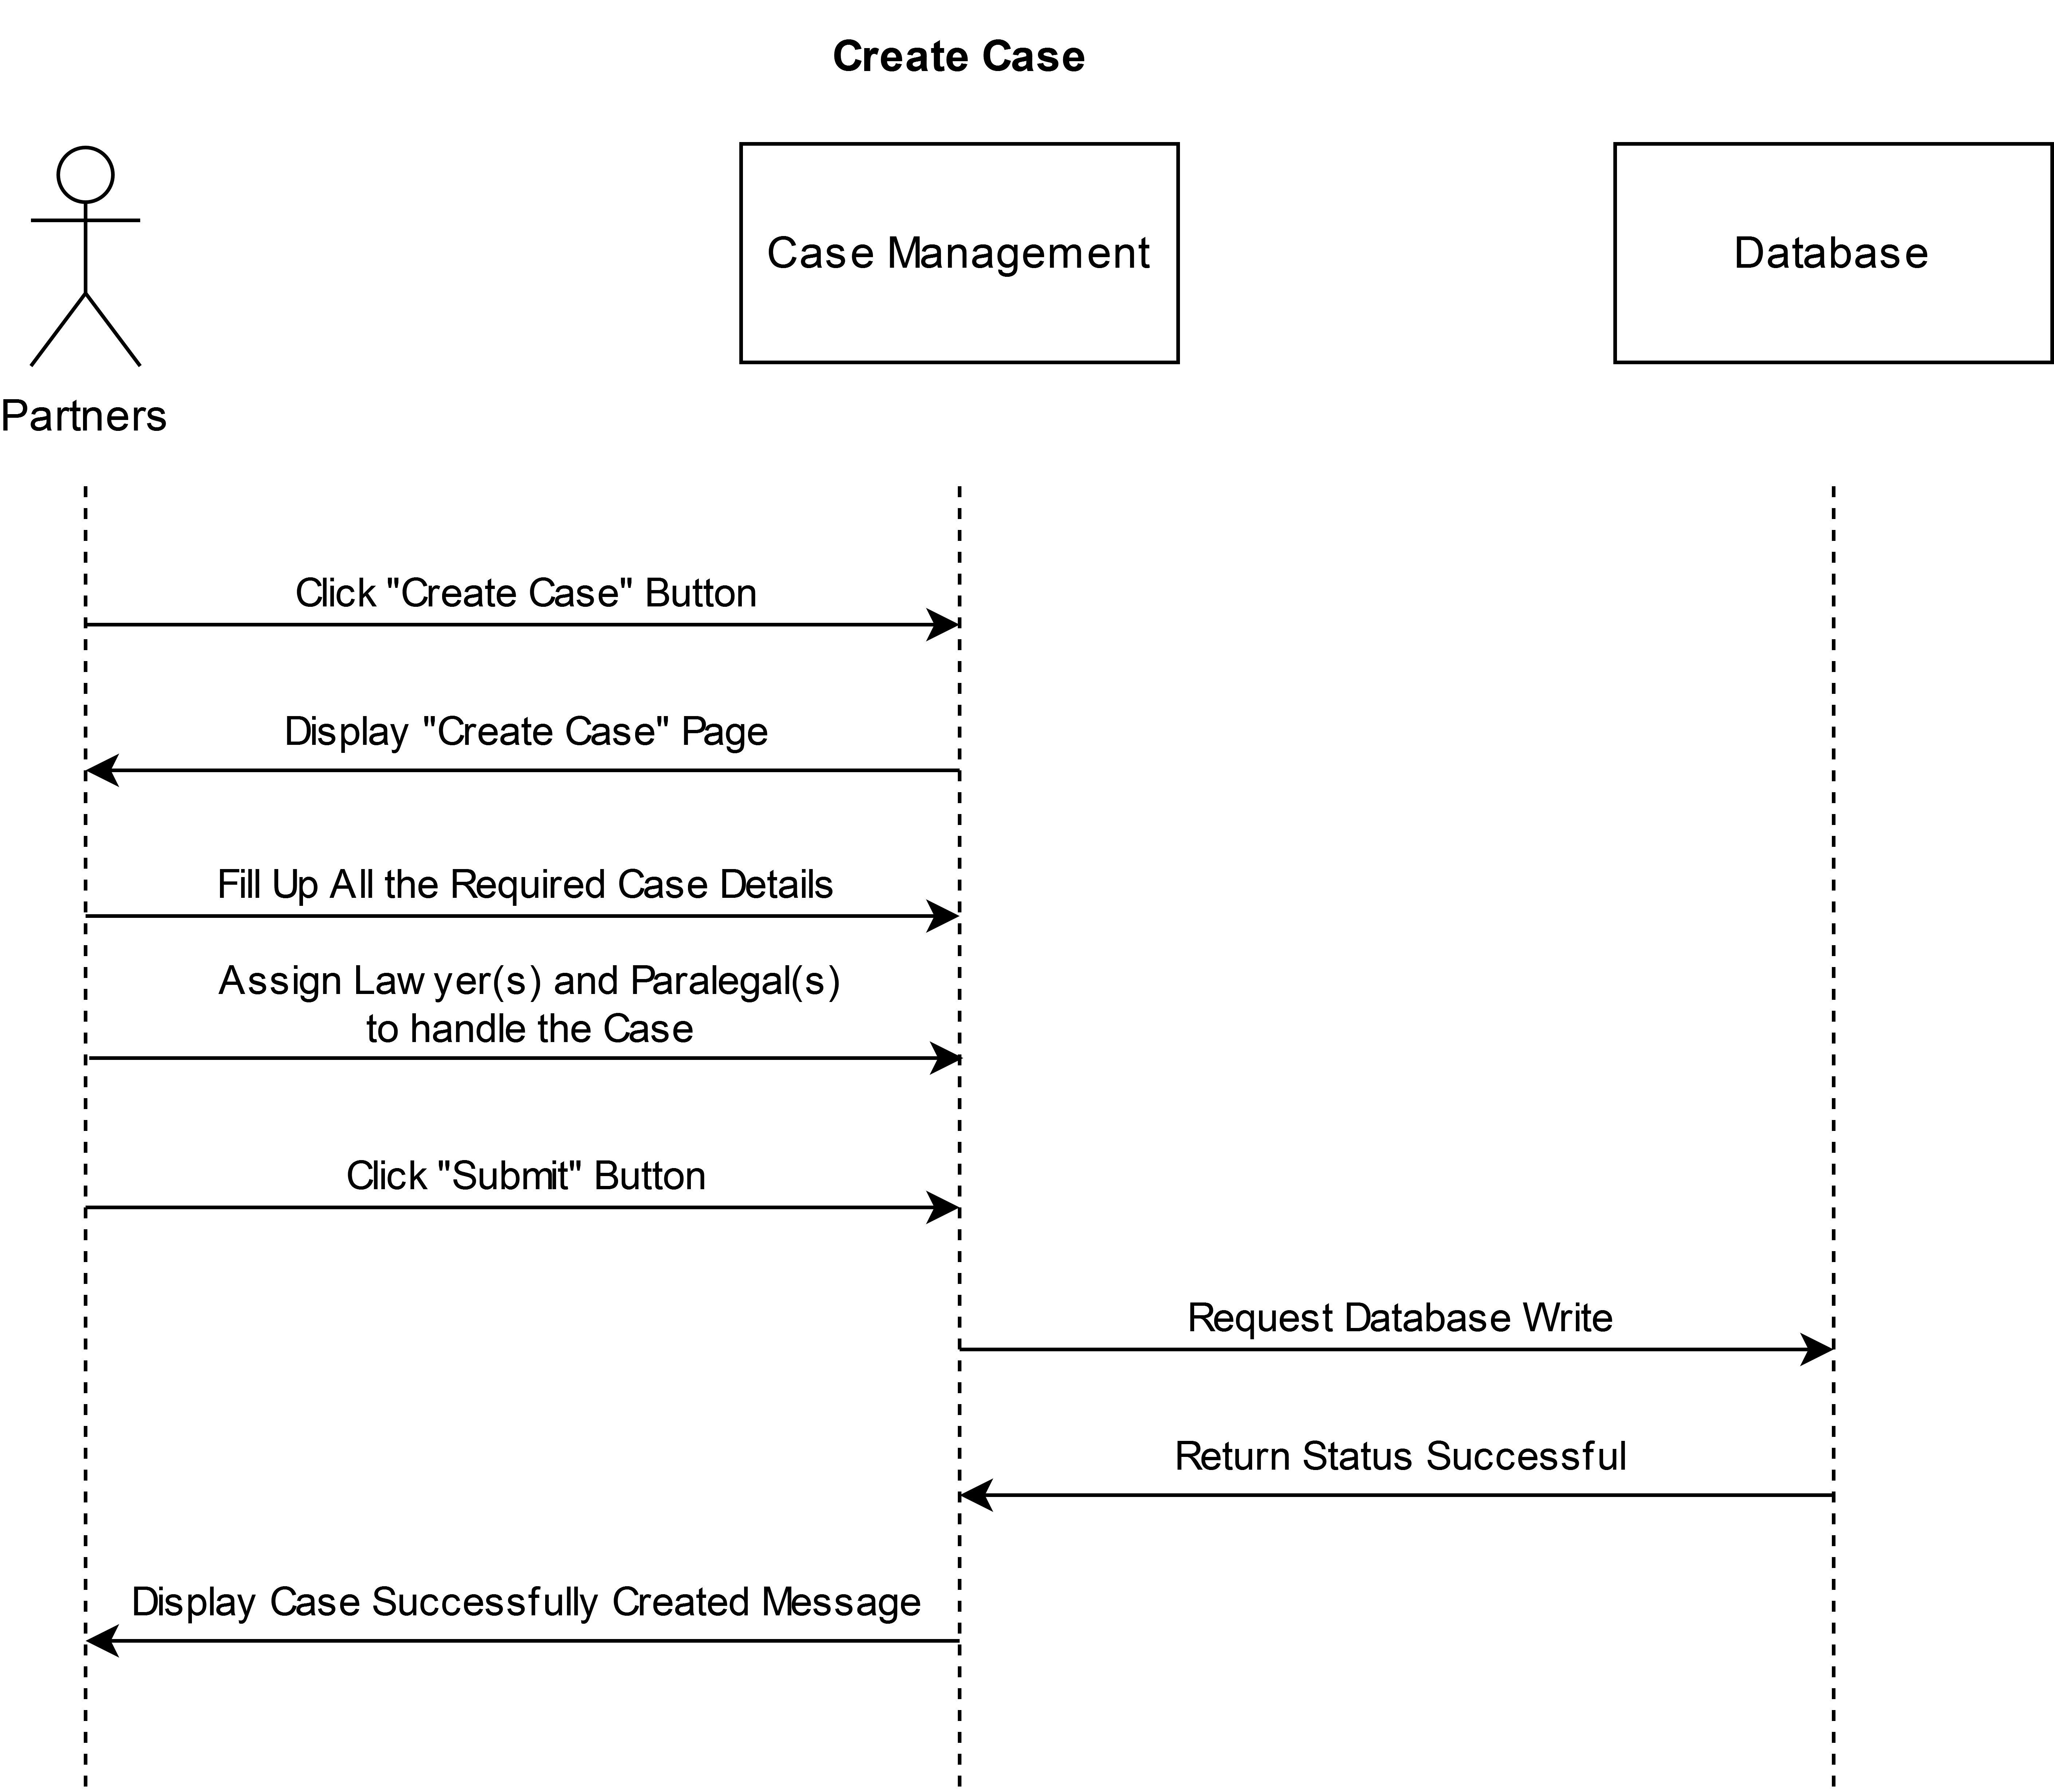 Create Case
Case Management
Database
Partners
Click "Create Case" Button
Display "Create Case" Page
Fill Up All the Required Case Details
Assign Lawyer(s) and Paralegal(s)
to handle the Case
Click "Submit" Button
Request Database Write
Return Status Successful
Display Case Successfully Created Message